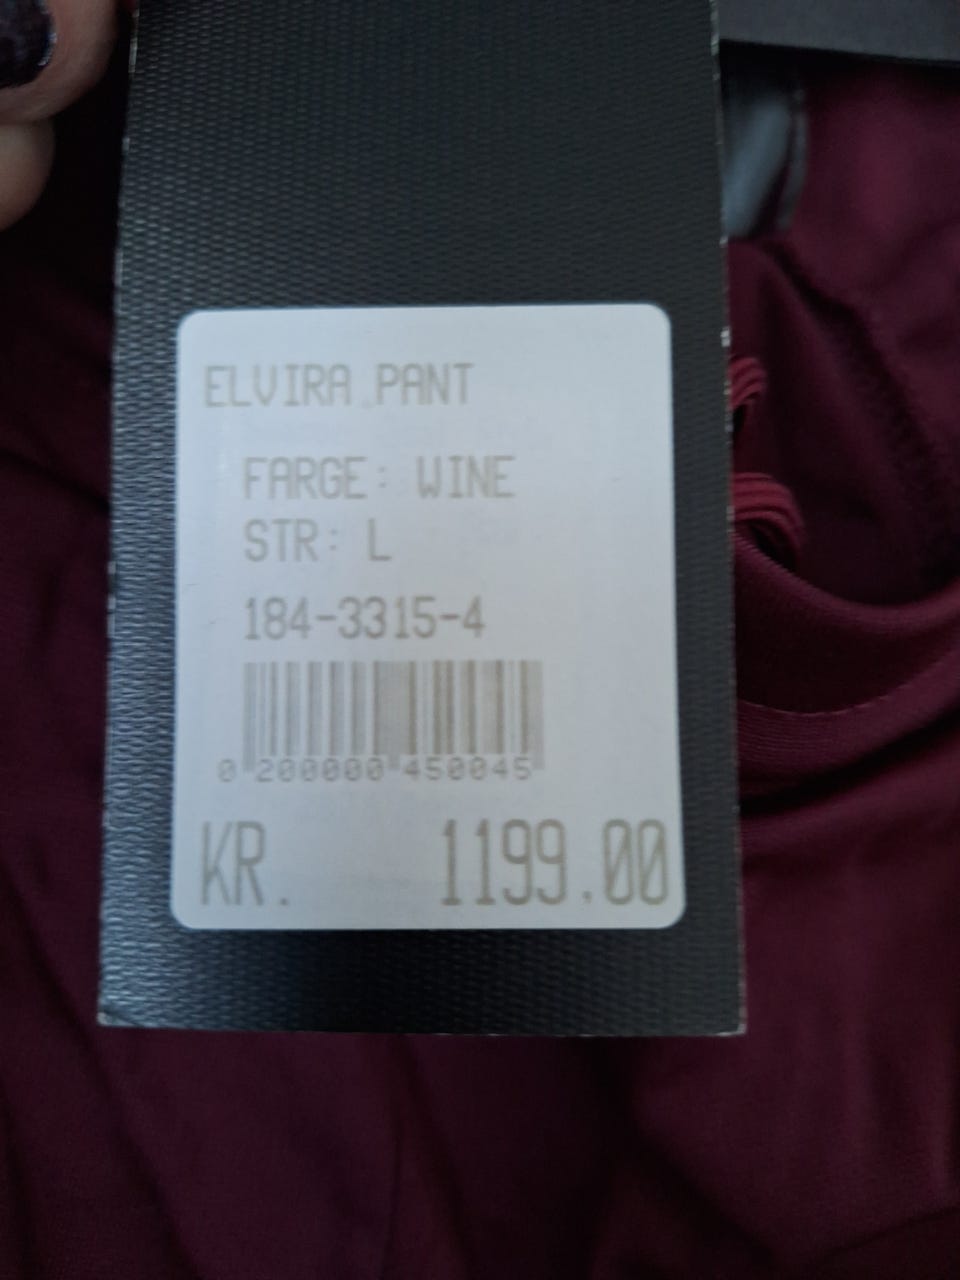 ELVIRA PANT
FARGE: WINE
STR: L
184-3315-4
0 200000 450045
KR. 1199.00